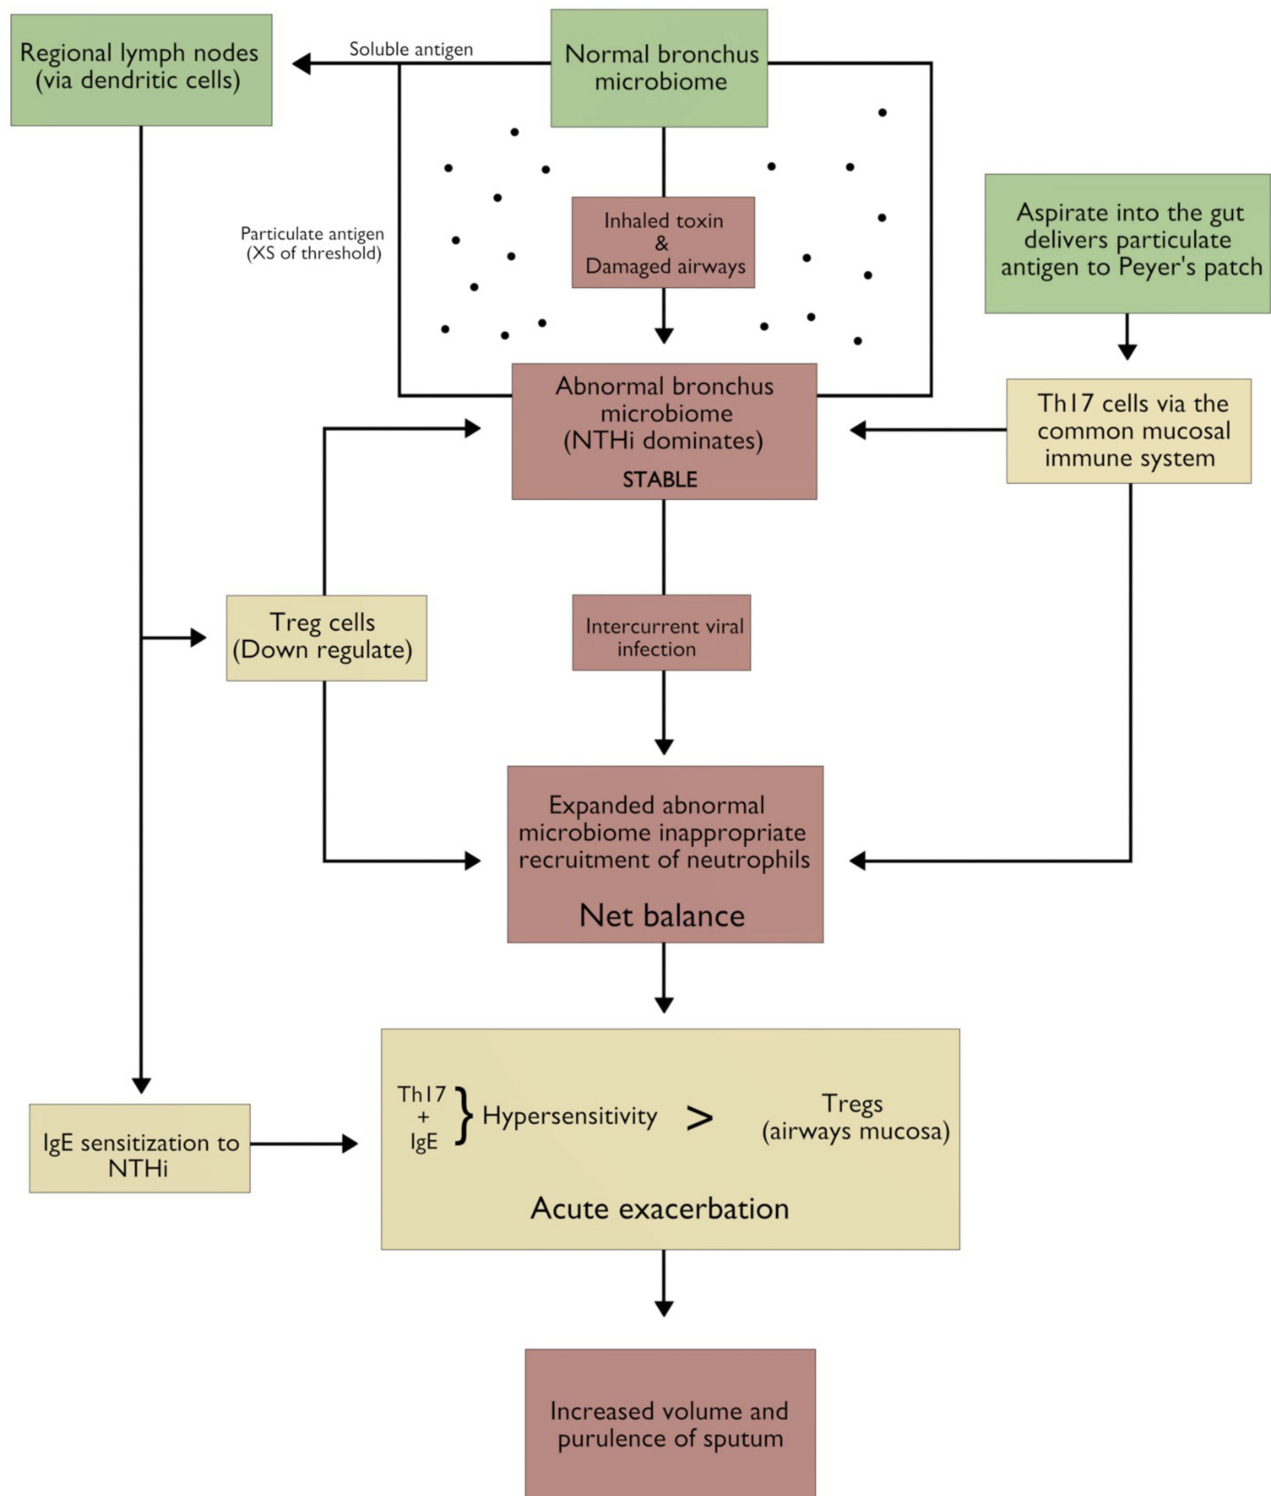 Regional lymph nodes
(via dendritic cells)
Soluble antigen
Normal bronchus
microbiome
Particulate antigen
(XS of threshold)
Inhaled toxin
&
Damaged airways
Aspirate into the gut
delivers particulate
antigen to Peyer's patch
Abnormal bronchus
microbiome
(NTHi dominates)
STABLE
Th17 cells via the
common mucosal
immune system
Treg cells
(Down regulate)
Intercurrent viral
infection
Expanded abnormal
microbiome inappropriate
recruitment of neutrophils
Net balance
IgE sensitization to
NTHi
Th17
+
IgE
} Hypersensitivity >
Tregs
(airways mucosa)
Acute exacerbation
Increased volume and
purulence of sputum